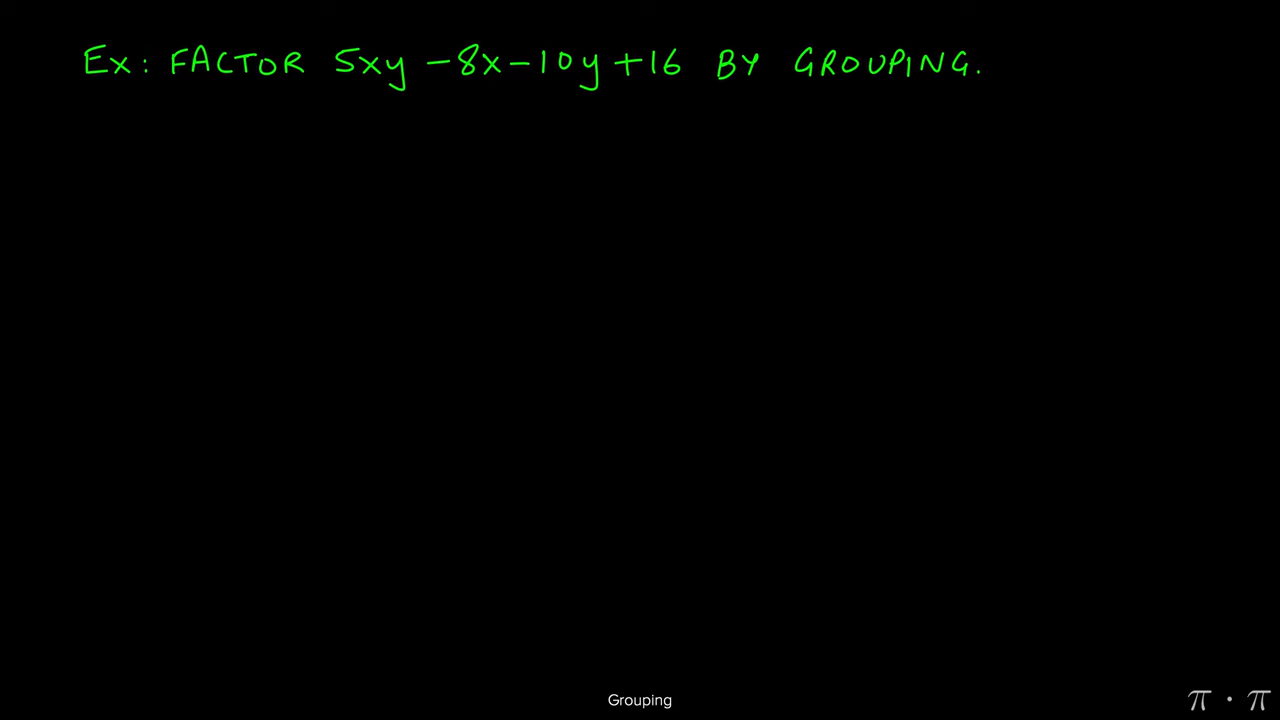 Ex: FACTOR 5xy -8x-10y+16 BY GROUPING.
Grouping
π · π